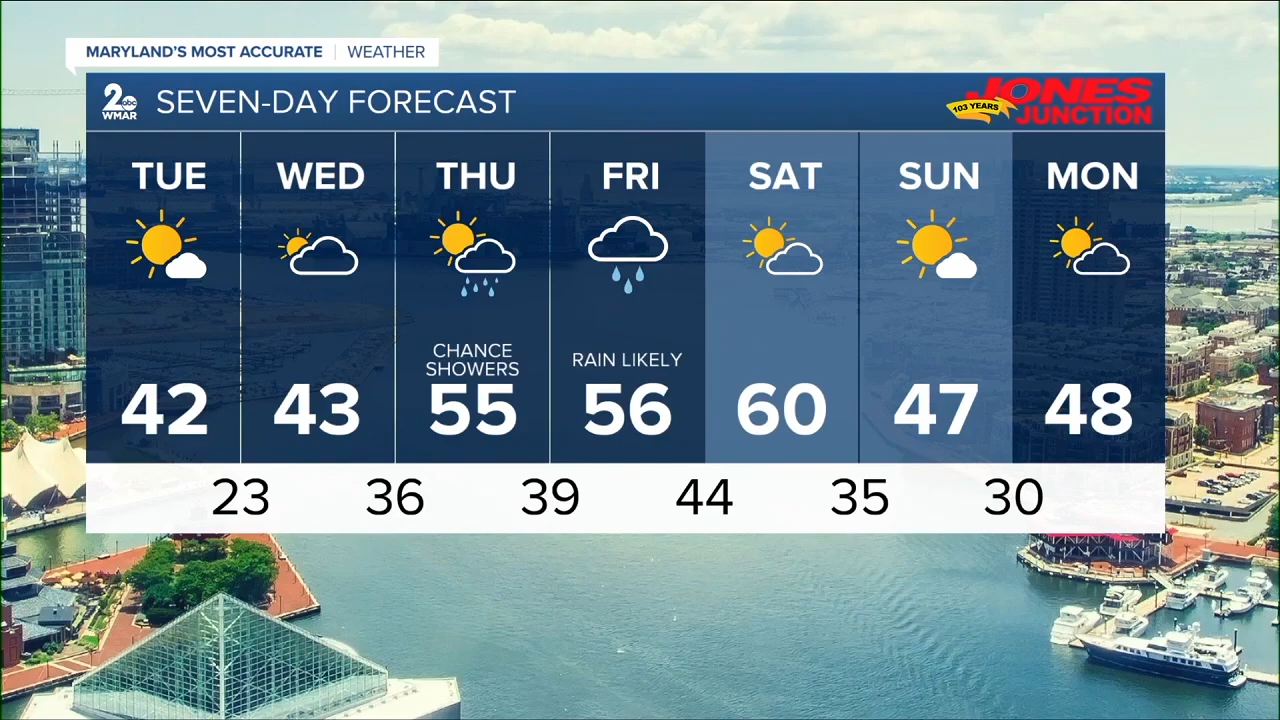 MARYLAND'S MOST ACCURATE | WEATHER
2 abc WMAR
SEVEN-DAY FORECAST
103 YEARS
JONES
JUNCTION
TUE WED THU FRI SAT SUN MON
CHANCE
SHOWERS
RAIN LIKELY
42 43 55 56 60 47 48
23 36 39 44 35 30